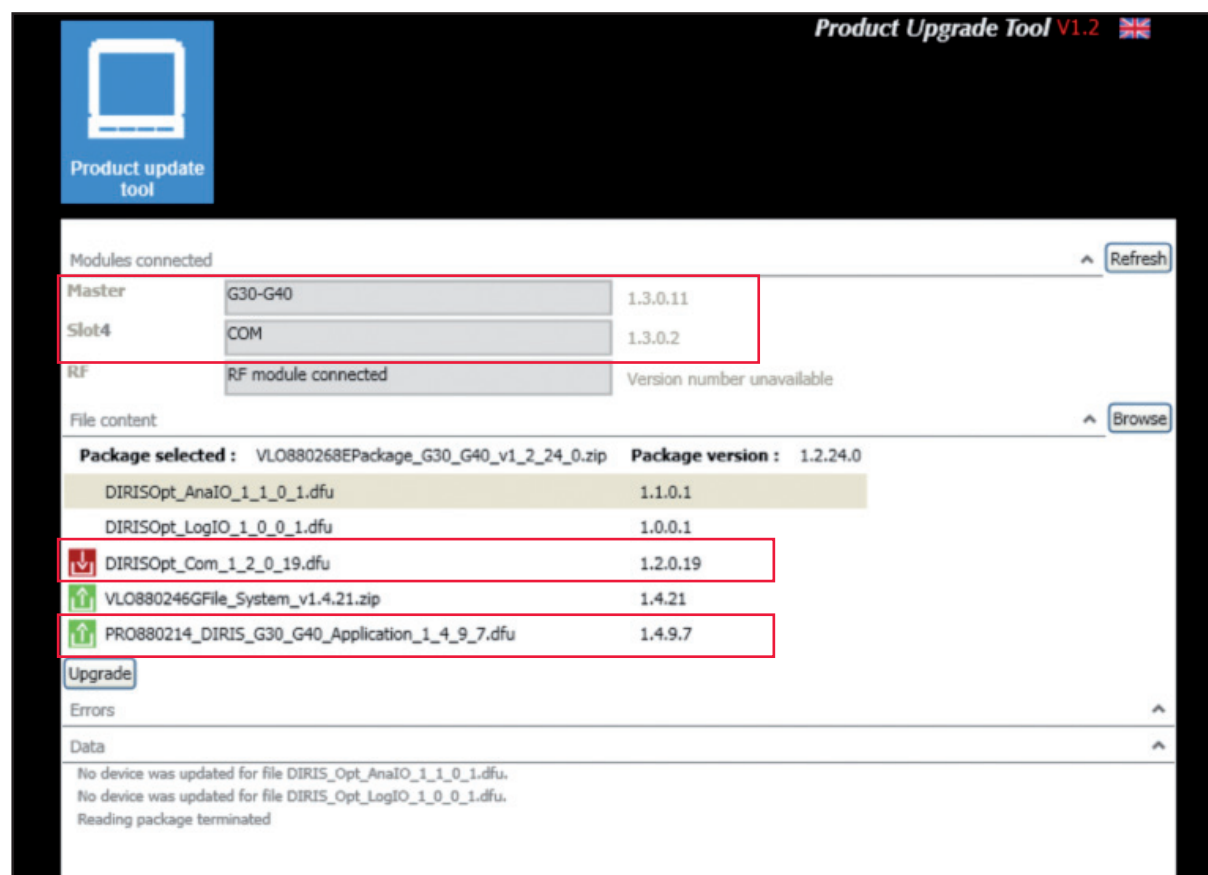 Product Upgrade Tool V1.2
Product update
tool
Modules connected
Refresh
Master G30-G40 1.3.0.11
Slot4 COM 1.3.0.2
RF RF module connected Version number unavailable
File content
Browse
Package selected : VLO880268EPackage_G30_G40_v1_2_24_0.zip Package version : 1.2.24.0
DIRISOpt_AnaIO_1_1_0_1.dfu 1.1.0.1
DIRISOpt_LogIO_1_0_0_1.dfu 1.0.0.1
DIRISOpt_Com_1_2_0_19.dfu 1.2.0.19
VLO880246GFile_System_v1.4.21.zip 1.4.21
PRO880214_DIRIS_G30_G40_Application_1_4_9_7.dfu 1.4.9.7
Upgrade
Errors
Data
No device was updated for file DIRIS_Opt_AnaIO_1_1_0_1.dfu.
No device was updated for file DIRIS_Opt_LogIO_1_0_0_1.dfu.
Reading package terminated